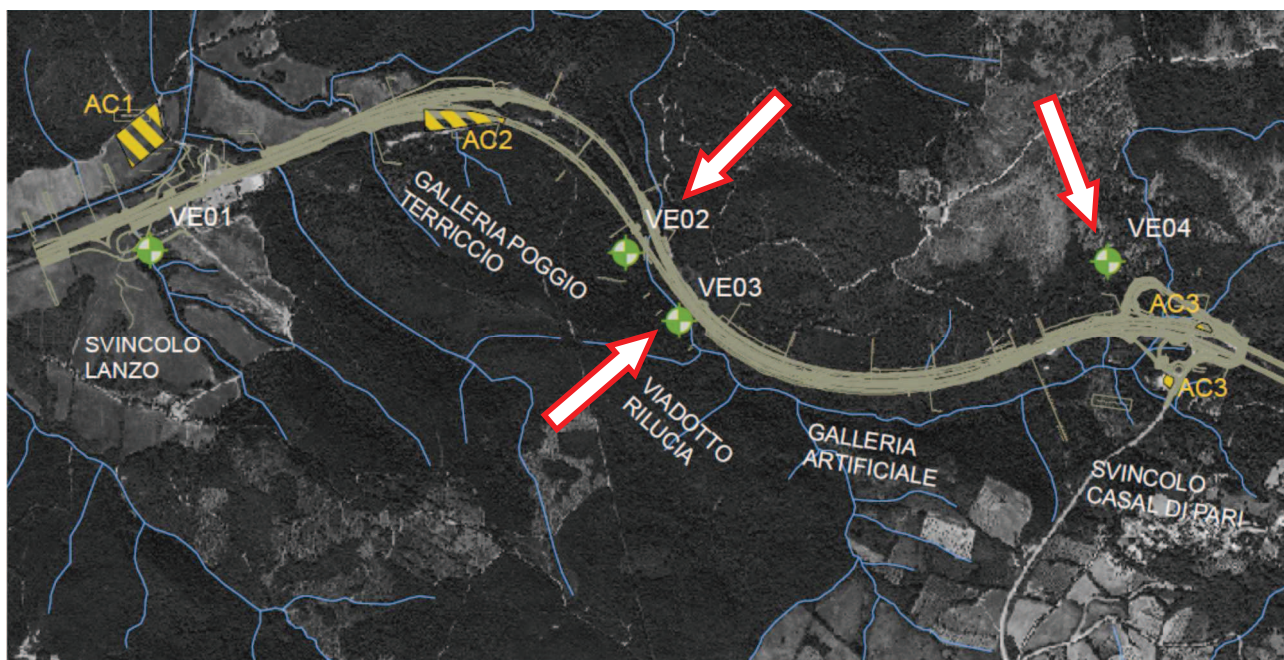 AC1
AC2
VE01
GALLERIA POGGIO
TERRICCIO
VE02
VE04
VE03
AC3
SVINCOLO
LANZO
VIADOTTO
RILUCIA
AC3
GALLERIA
ARTIFICIALE
SVINCOLO
CASAL DI PARI